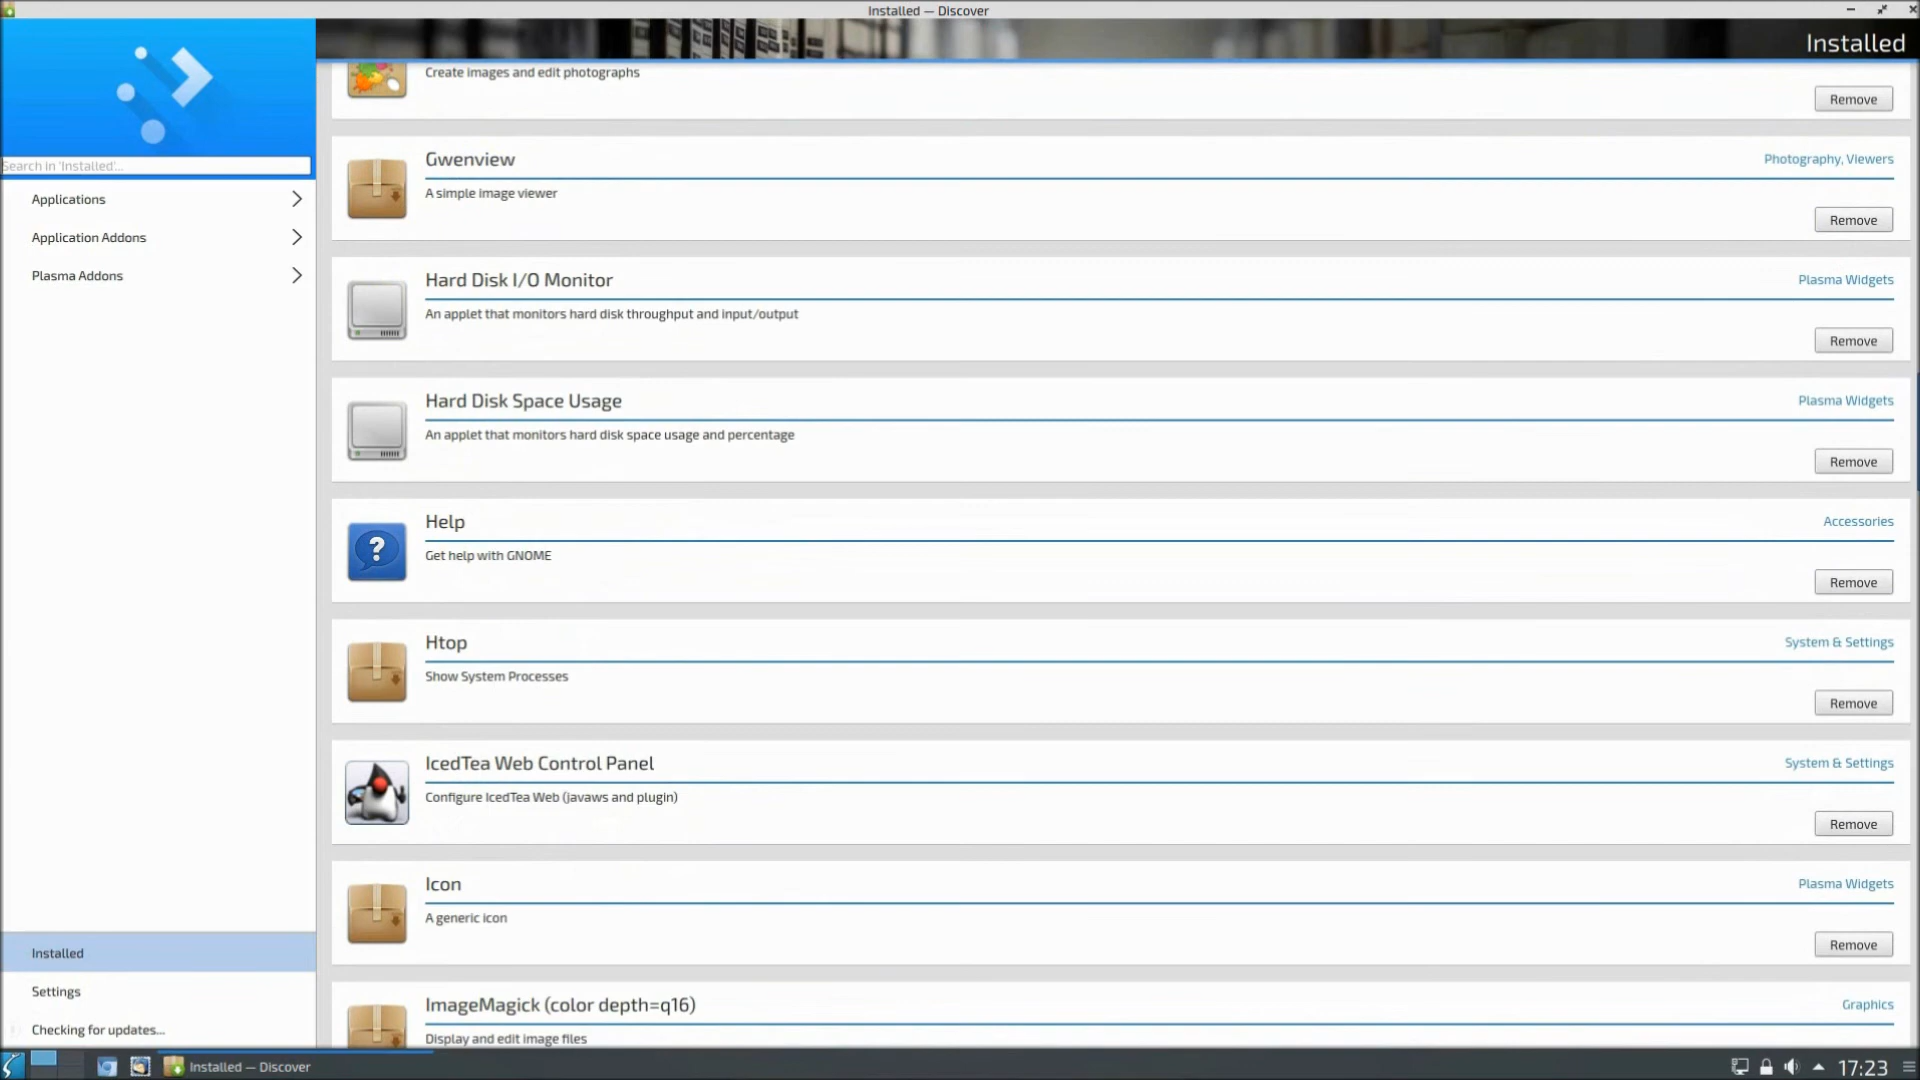 Installed — Discover
Installed
Search in 'Installed'...
Applications
Application Addons
Plasma Addons
Installed
Settings
Checking for updates...
Create images and edit photographs
Remove
Gwenview
Photography, Viewers
A simple image viewer
Remove
Hard Disk I/O Monitor
Plasma Widgets
An applet that monitors hard disk throughput and input/output
Remove
Hard Disk Space Usage
Plasma Widgets
An applet that monitors hard disk space usage and percentage
Remove
Help
Accessories
Get help with GNOME
Remove
Htop
System & Settings
Show System Processes
Remove
IcedTea Web Control Panel
System & Settings
Configure IcedTea Web (javaws and plugin)
Remove
Icon
Plasma Widgets
A generic icon
Remove
ImageMagick (color depth=q16)
Graphics
Display and edit image files
Installed — Discover
17:23